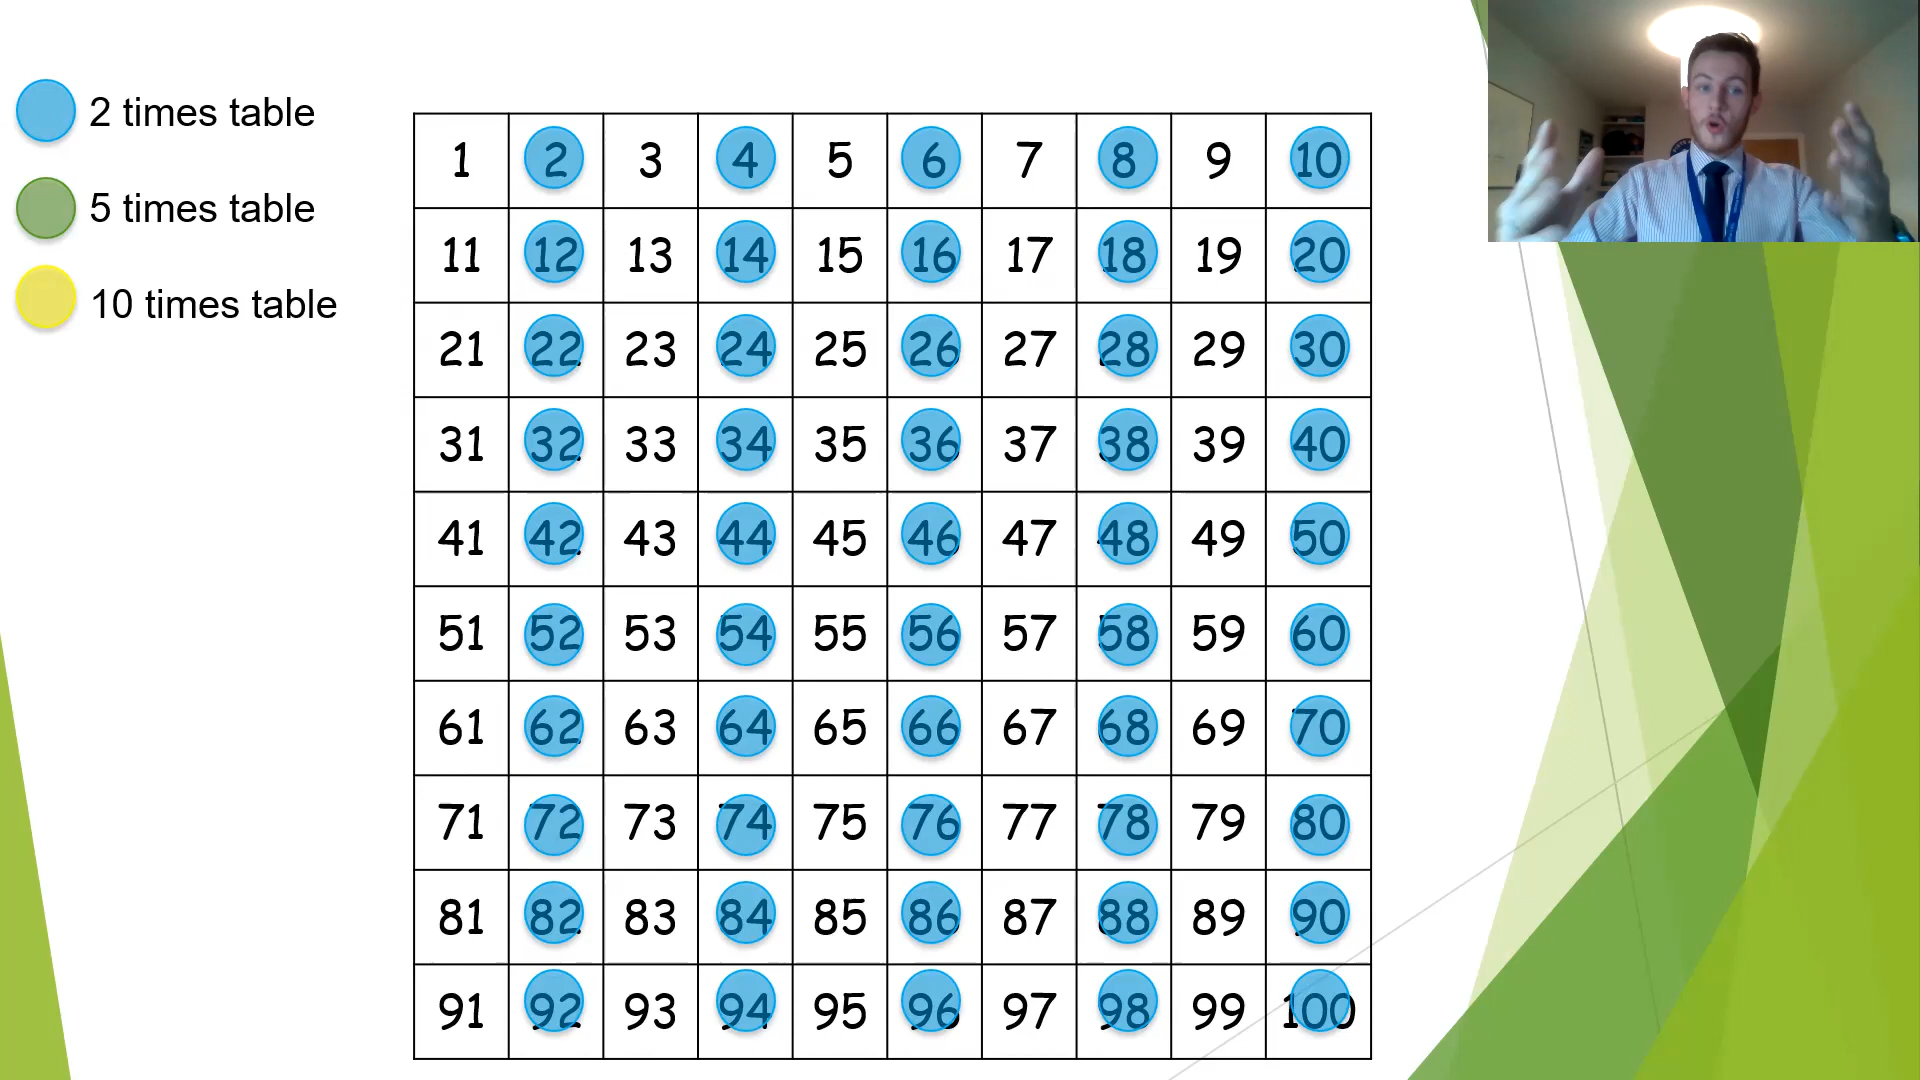 2 times table
5 times table
10 times table
1 2 3 4 5 6 7 8 9 10
11 12 13 14 15 16 17 18 19 20
21 22 23 24 25 26 27 28 29 30
31 32 33 34 35 36 37 38 39 40
41 42 43 44 45 46 47 48 49 50
51 52 53 54 55 56 57 58 59 60
61 62 63 64 65 66 67 68 69 70
71 72 73 74 75 76 77 78 79 80
81 82 83 84 85 86 87 88 89 90
91 92 93 94 95 96 97 98 99 100